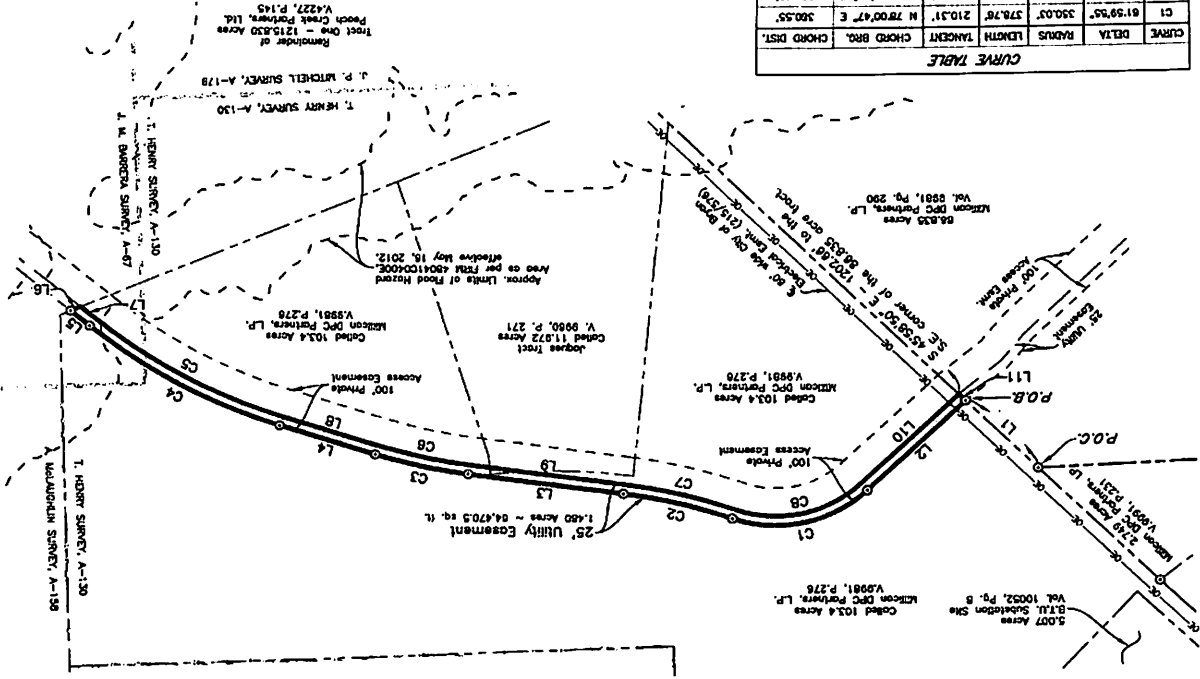 5.007 Acres
B.T.U. Substation Site
Vol. 10052, Pg. 8
Called 103.4 Acres
Millican DPC Partners, L.P.
V.9981, P.276
2.749 Acres
Millican DPC
Partners, LP
V.9991, P.231
P.O.C.
L1
P.O.B.
L11
L2
L10
C1
C8
C2
C7
25' Utility Easement
1.480 Acres ~ 64,470.5 sq. ft.
L3
L9
C3
C6
L4
L8
C4
C5
L5
L7
L6
T. HENRY SURVEY, A-130
McLAUGHLIN SURVEY, A-158
100' Private
Access Easement
100' Private
Access Easement
25' Utility
Easement
100' Private
Access Esmt.
Called 103.4 Acres
Millican DPC Partners, L.P.
V.9981, P.276
Jaques Tract
Called 11.972 Acres
V. 9960, P. 271
Called 103.4 Acres
Millican DPC Partners, L.P.
V.9981, P.276
Approx. Limits of Flood Hazard
Area as per FIRM 48041C0400E
effective May 16, 2012.
S 45°58'50" E ~ 1202.86' to the
corner of the 86.835 acre tract
₵ 50' wide City of Bryan
Electrical Esmt. (215/576)
86.835 Acres
Millican DPC Partners, L.P.
Vol. 9981, Pg. 290
OE
T. HENRY SURVEY, A-130
J. M. BARRERA SURVEY A-67
T. HENRY SURVEY, A-130
J. P. MITCHELL SURVEY, A-179
Remainder of
Tract One ~ 1215.630 Acres
Peach Creek Partners, Ltd.
V.4227, P.145
CURVE TABLE
CURVE DELTA RADIUS LENGTH TANGENT CHORD BRG. CHORD DIST.
C1 61°59'55" 350.03' 378.76' 210.31' N 78°00'47" E 360.55'